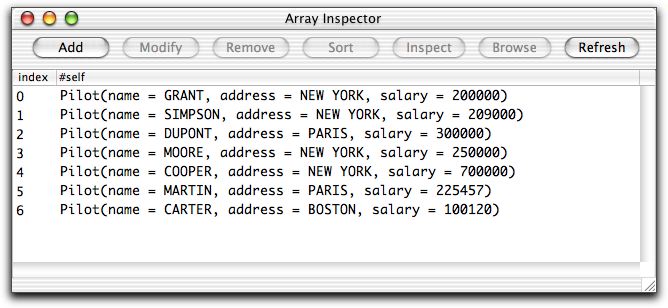 Array Inspector
Add Modify Remove Sort Inspect Browse Refresh
index #self
0 Pilot(name = GRANT, address = NEW YORK, salary = 200000)
1 Pilot(name = SIMPSON, address = NEW YORK, salary = 209000)
2 Pilot(name = DUPONT, address = PARIS, salary = 300000)
3 Pilot(name = MOORE, address = NEW YORK, salary = 250000)
4 Pilot(name = COOPER, address = NEW YORK, salary = 700000)
5 Pilot(name = MARTIN, address = PARIS, salary = 225457)
6 Pilot(name = CARTER, address = BOSTON, salary = 100120)